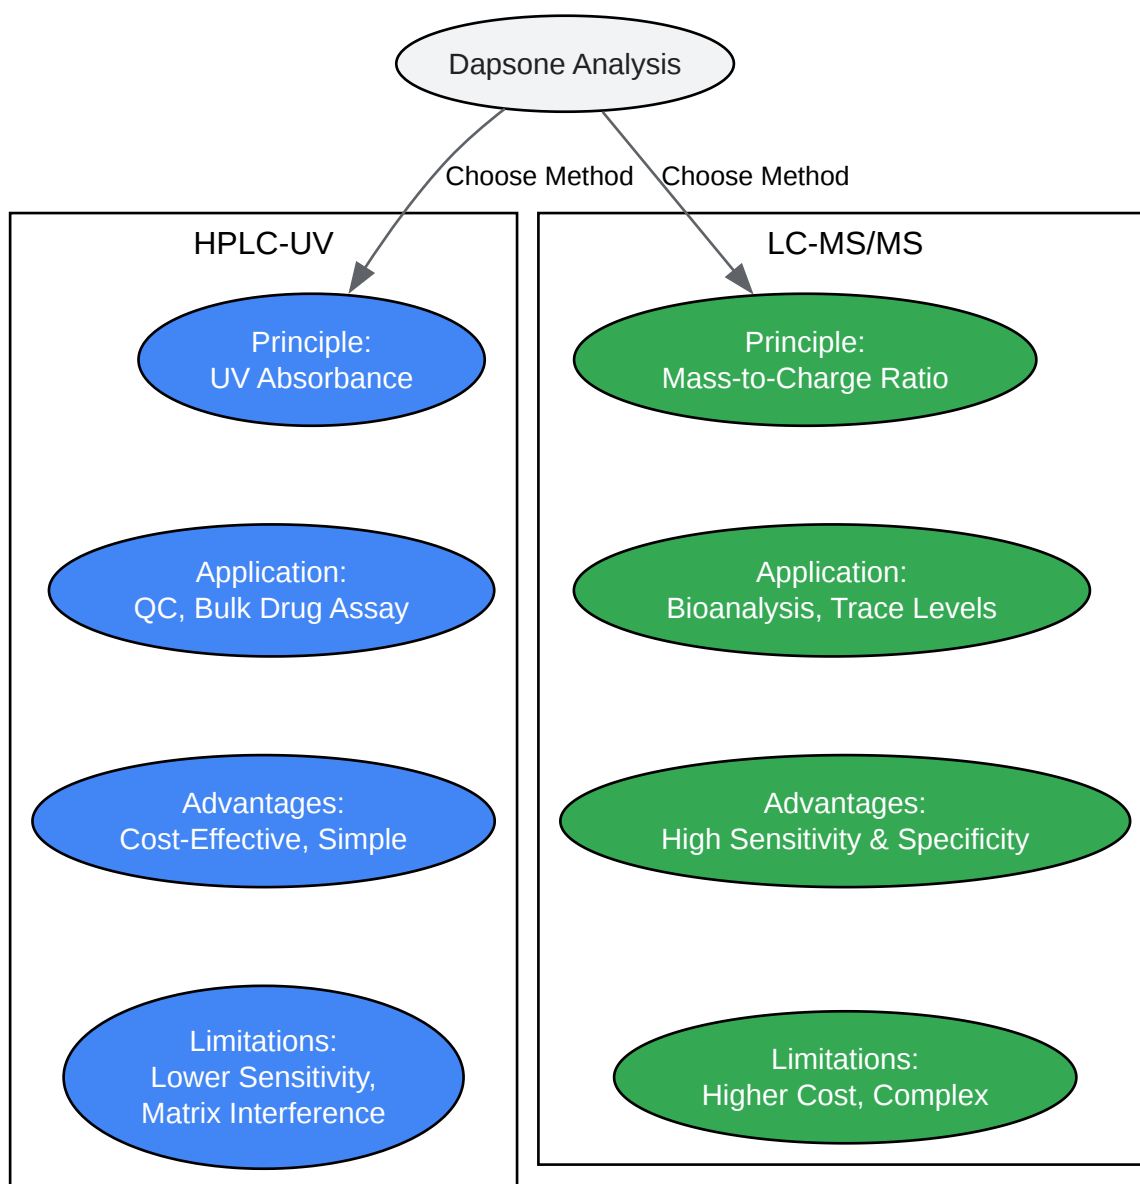 Dapsone Analysis
Choose Method
Choose Method
HPLC-UV
Principle:
UV Absorbance
Application:
QC, Bulk Drug Assay
Advantages:
Cost-Effective, Simple
Limitations:
Lower Sensitivity,
Matrix Interference
LC-MS/MS
Principle:
Mass-to-Charge Ratio
Application:
Bioanalysis, Trace Levels
Advantages:
High Sensitivity & Specificity
Limitations:
Higher Cost, Complex